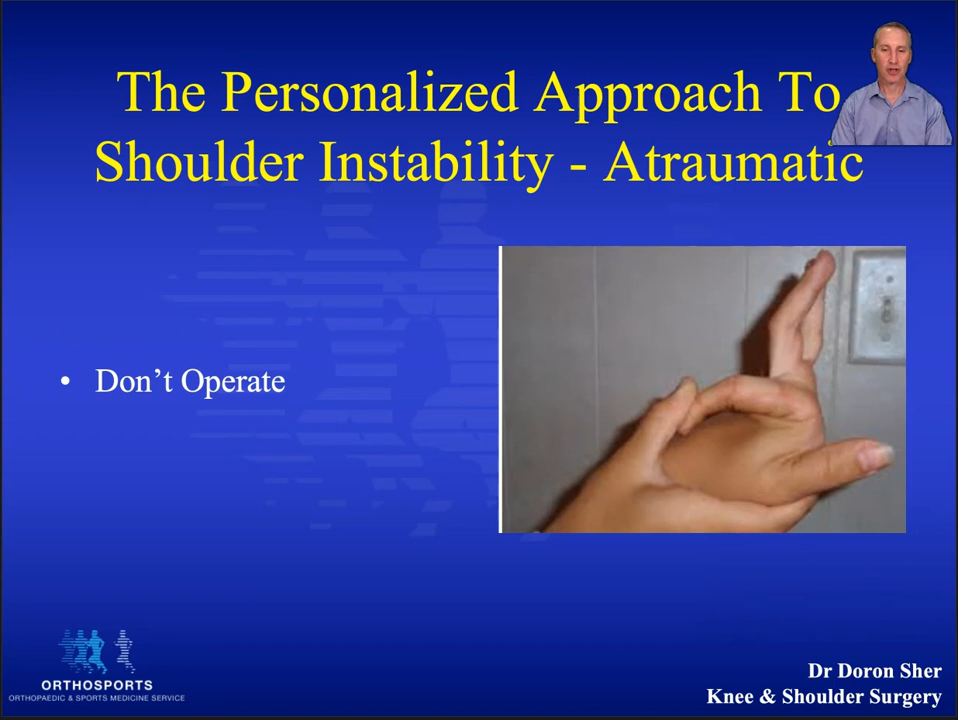 The Personalized Approach To
Shoulder Instability - Atraumatic
• Don’t Operate
ORTHOSPORTS
ORTHOPAEDIC & SPORTS MEDICINE SERVICE
Dr Doron Sher
Knee & Shoulder Surgery